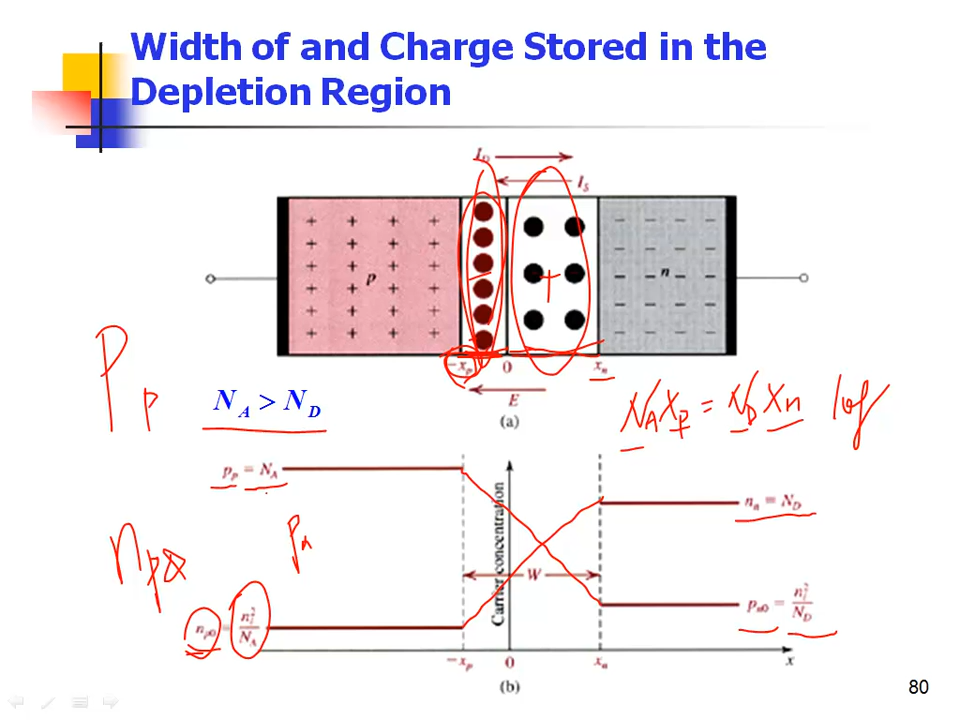 Width of and Charge Stored in the
Depletion Region
I_D
I_S
p
n
−x_p 0 x_n
E
(a)
P_p
N_A > N_D
N_A x_p = N_D x_n
p_p = N_A
Carrier concentration
n_n = N_D
n_p
p_n
W
n_p0 = n_i^2 / N_A
p_n0 = n_i^2 / N_D
−x_p 0 x_n x
(b)
80